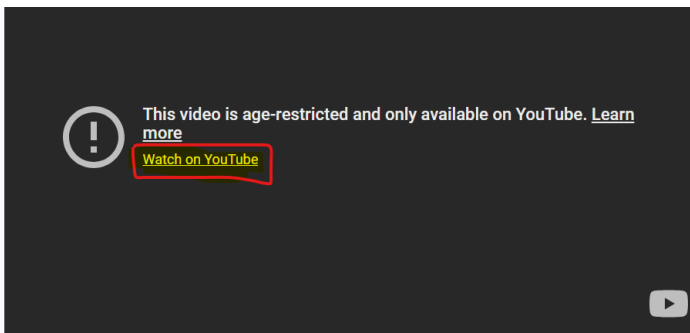 This video is age-restricted and only available on YouTube. Learn
more
Watch on YouTube